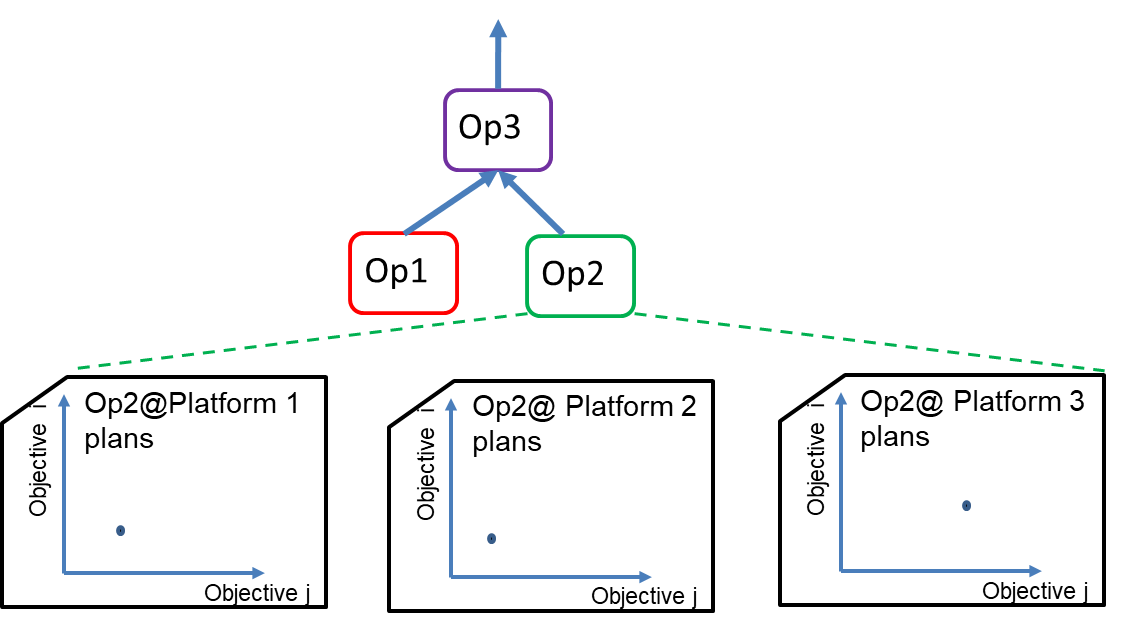 Op3
Op1
Op2
Op2@Platform 1
plans
Objective i
Objective j
Op2@ Platform 2
plans
Objective i
Objective j
Op2@ Platform 3
plans
Objective i
Objective j